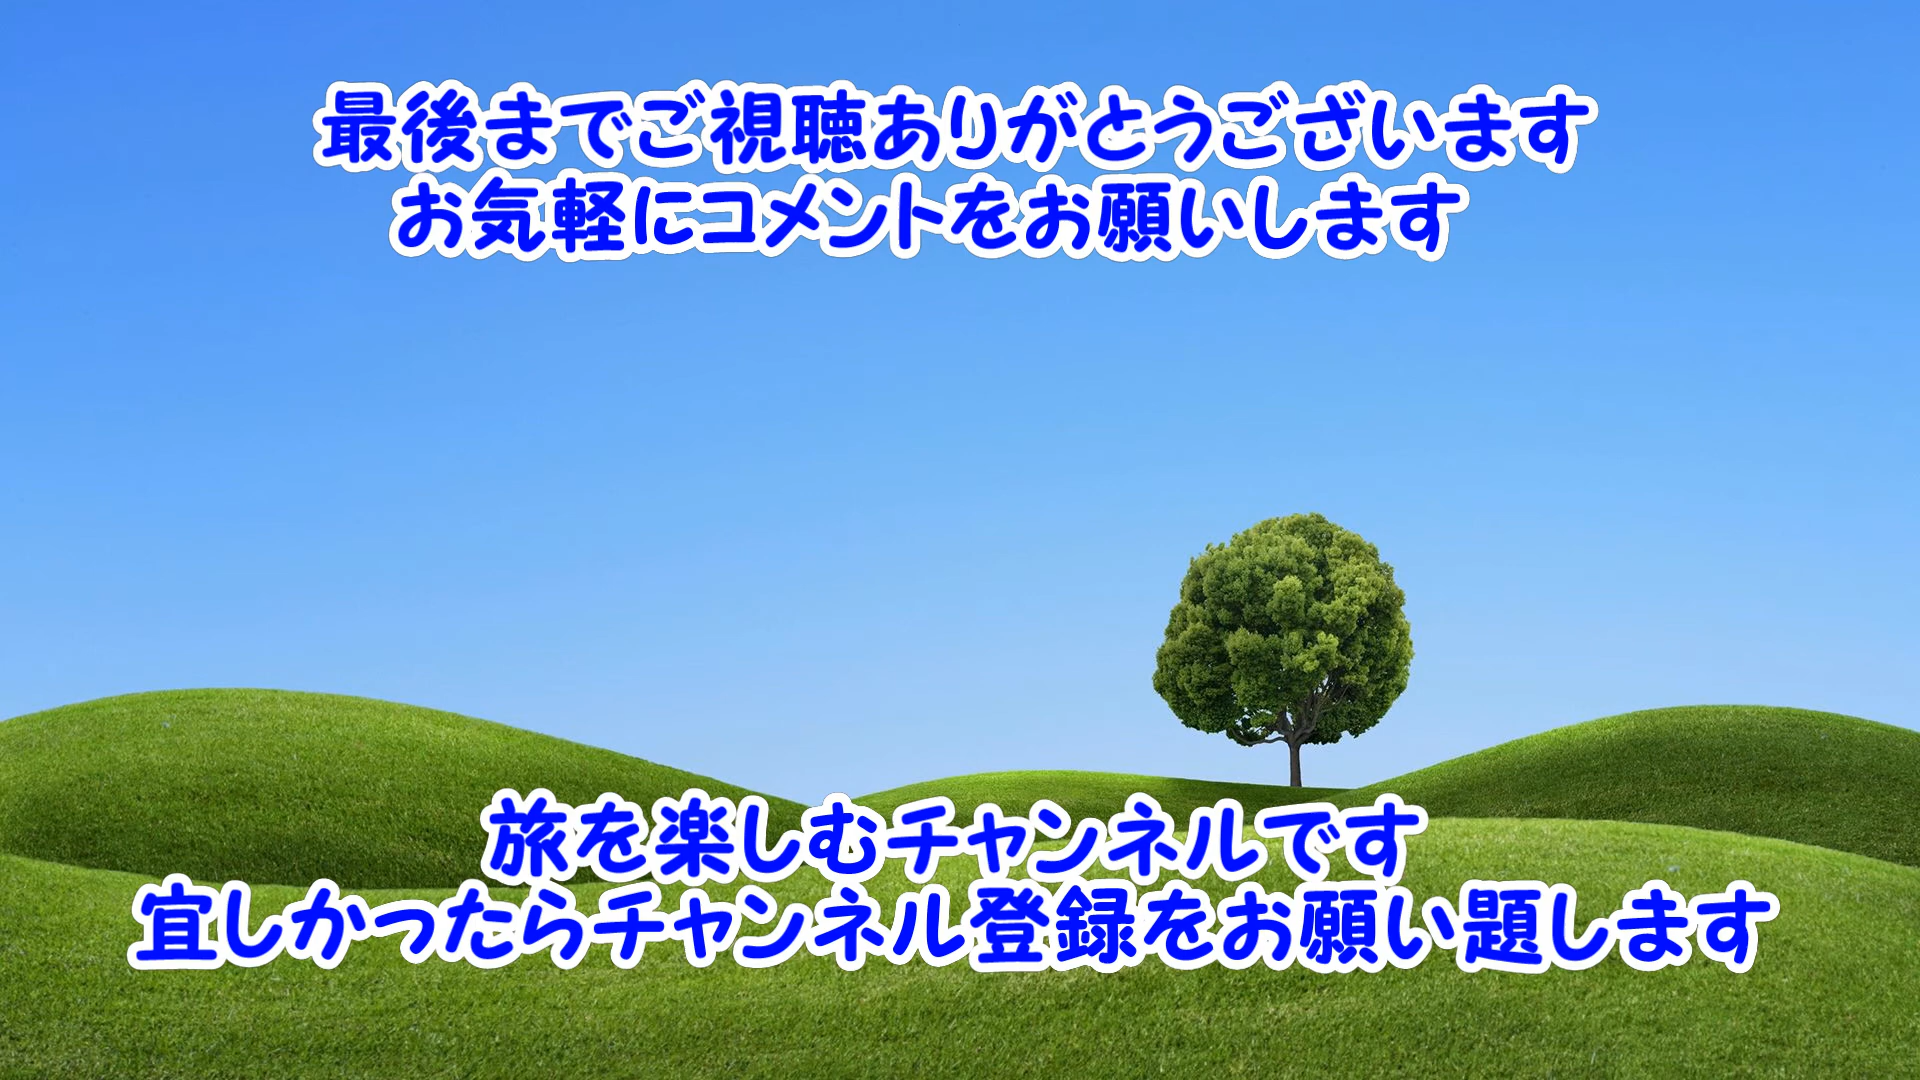 最後までご視聴ありがとうございます
お気軽にコメントをお願いします
旅を楽しむチャンネルです
宜しかったらチャンネル登録をお願い題します